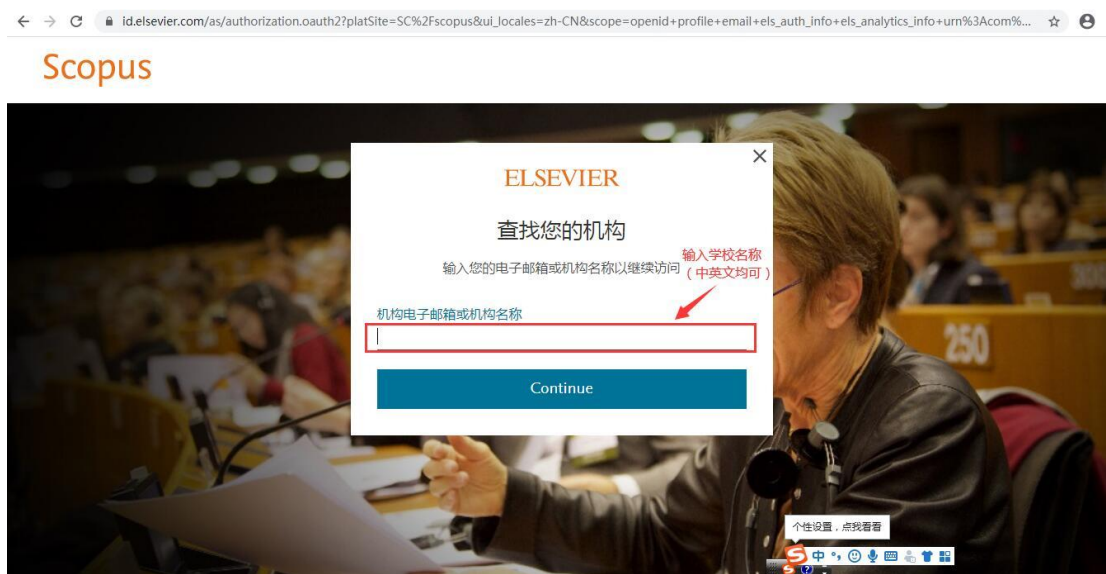 id.elsevier.com/as/authorization.oauth2?platSite=SC%2Fscopus&ui_locales=zh-CN&scope=openid+profile+email+els_auth_info+els_analytics_info+urn%3Acom%...
Scopus
ELSEVIER
查找您的机构
输入您的电子邮箱或机构名称以继续访问
输入学校名称
(中英文均可)
机构电子邮箱或机构名称
Continue
250
个性设置，点我看看
中